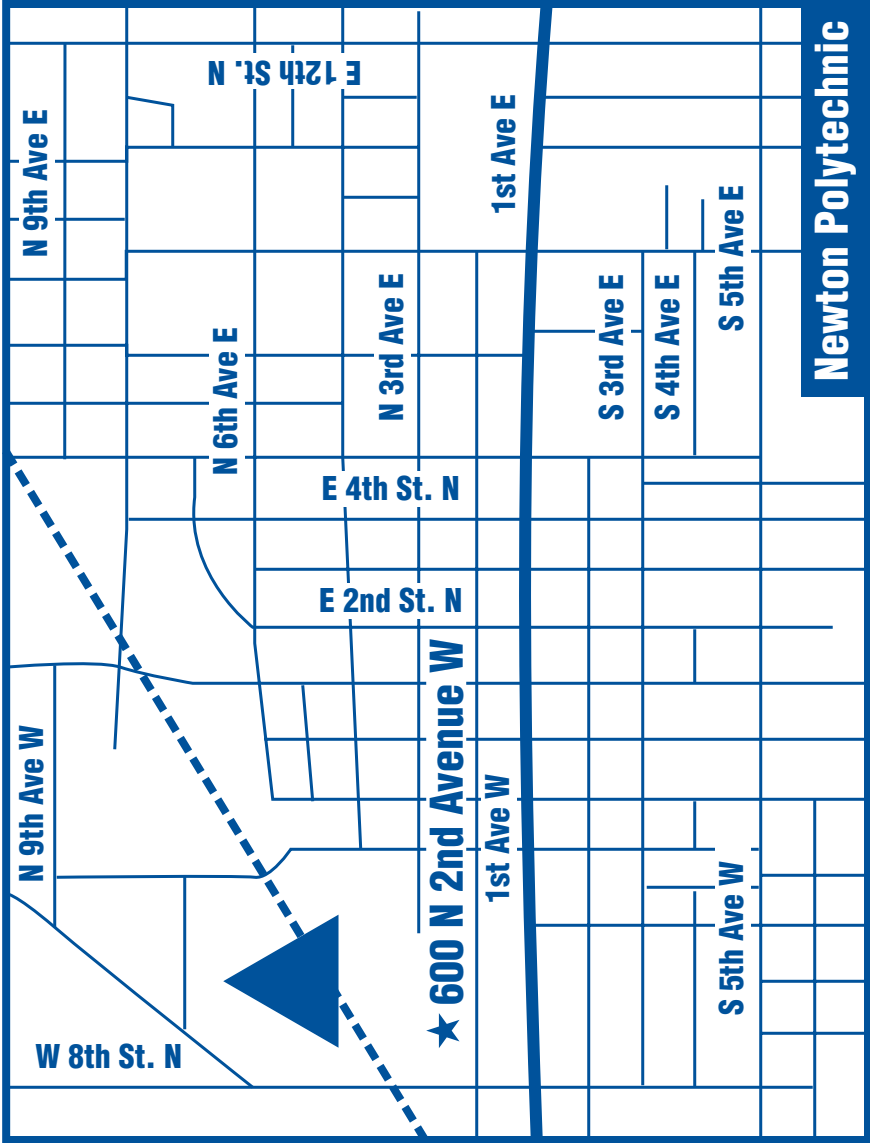 Newton Polytechnic
E 12th St. N
N 9th Ave E
1st Ave E
N 3rd Ave E
N 6th Ave E
S 3rd Ave E
S 4th Ave E
S 5th Ave E
E 4th St. N
E 2nd St. N
★ 600 N 2nd Avenue W
1st Ave W
N 9th Ave W
S 5th Ave W
W 8th St. N